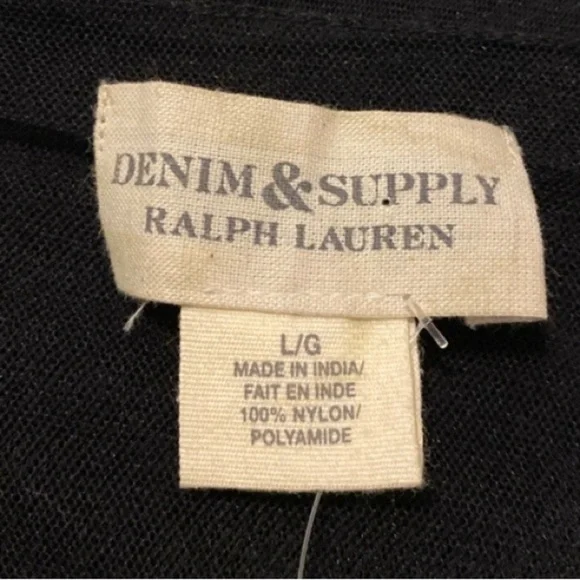 DENIM & SUPPLY
RALPH LAUREN
L/G
MADE IN INDIA/
FAIT EN INDE
100% NYLON/
POLYAMIDE